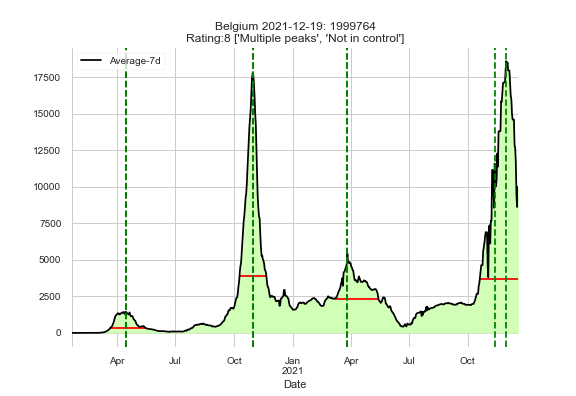 Belgium 2021-12-19: 1999764
Rating:8 ['Multiple peaks', 'Not in control']
Average-7d
17500
15000
12500
10000
7500
5000
2500
0
Apr Jul Oct Jan Apr Jul Oct
2021
Date